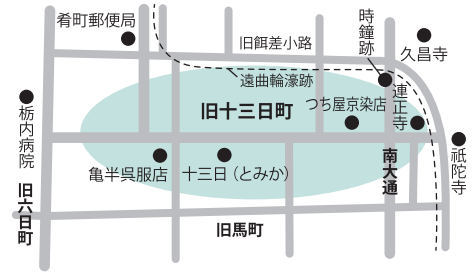 肴町郵便局
旧餌差小路
時鐘跡
久昌寺
遠曲輪濠跡
旧十三日町
つち屋京染店
連正寺
栃内病院
亀半呉服店
十三日（とみか）
南大通
祇陀寺
旧六日町
旧馬町